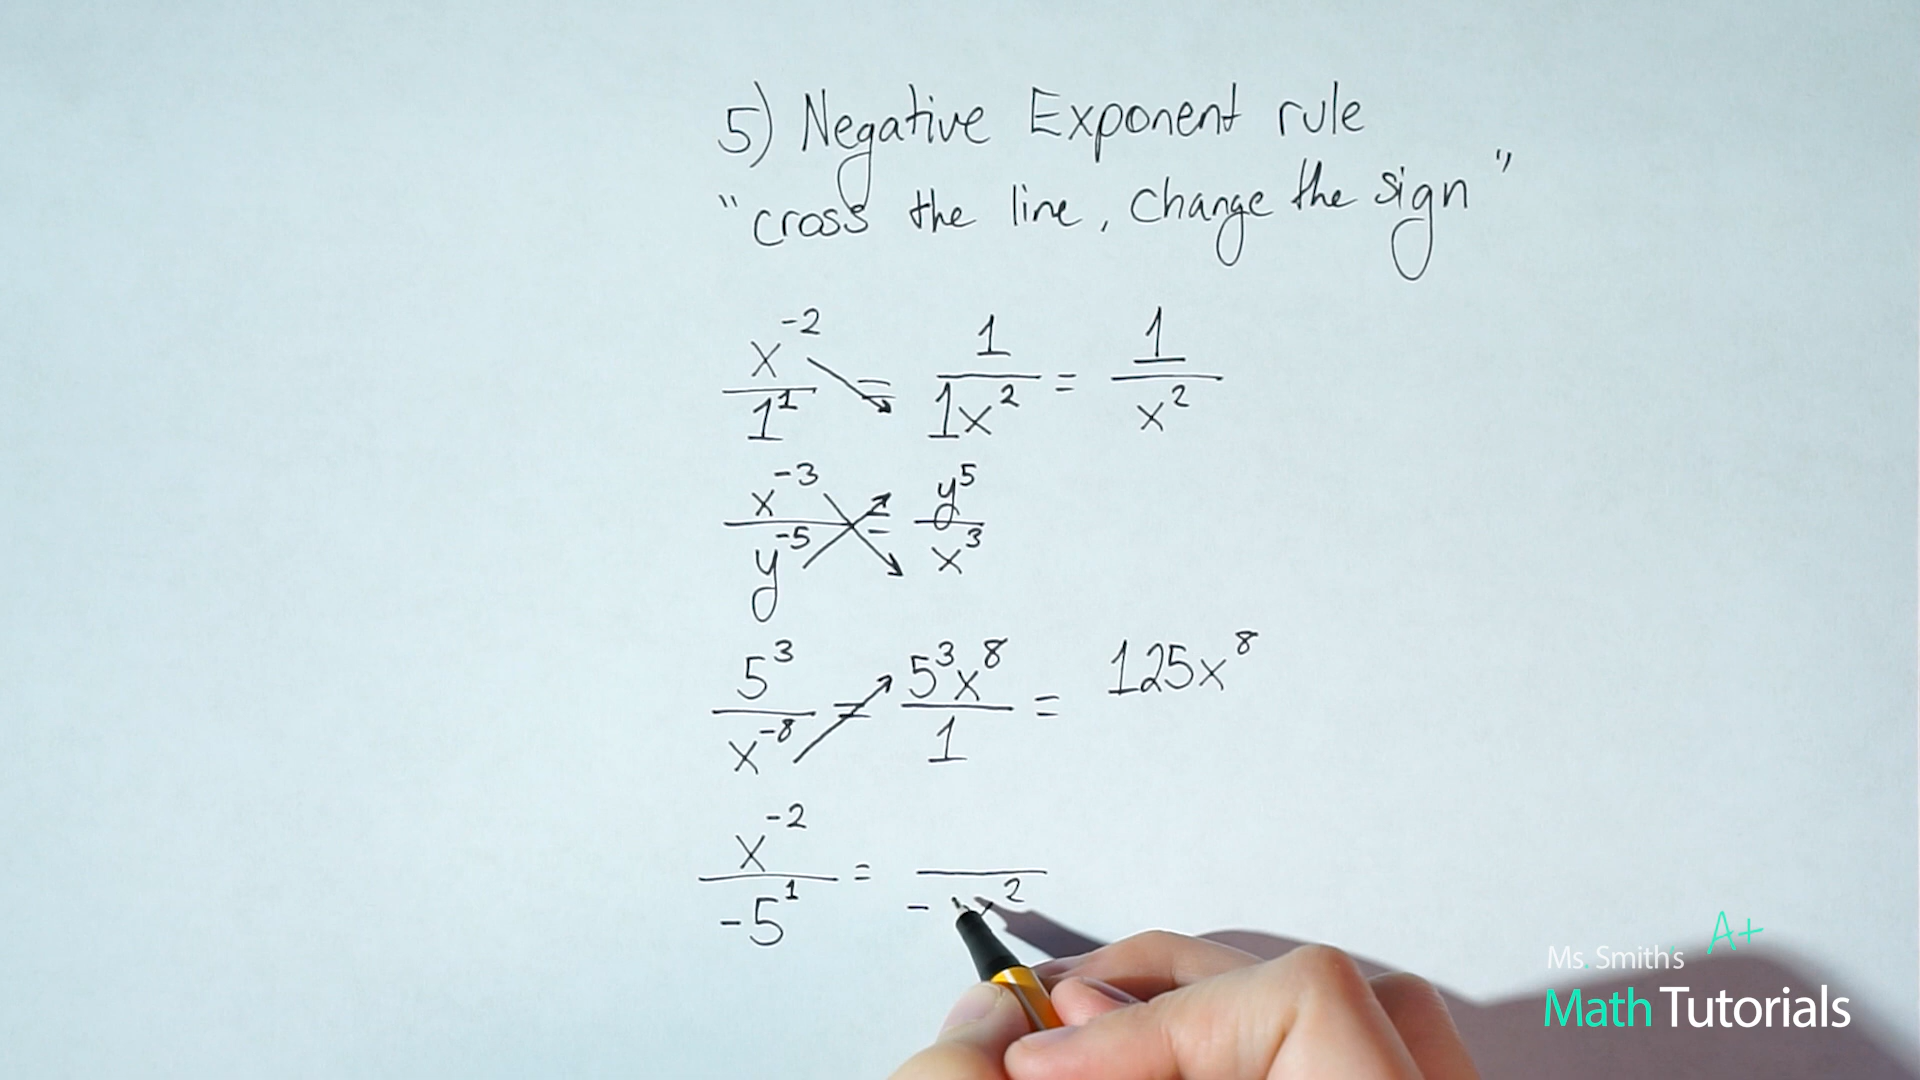 5) Negative Exponent rule
"cross the line, change the sign"
x^-2 / 1^1 = 1 / 1x^2 = 1 / x^2
x^-3 / y^-5 = y^5 / x^3
5^3 / x^-8 = 5^3x^8 / 1 = 125x^8
x^-2 / -5^1 = / - x^2
Ms. Smith's A+
Math Tutorials